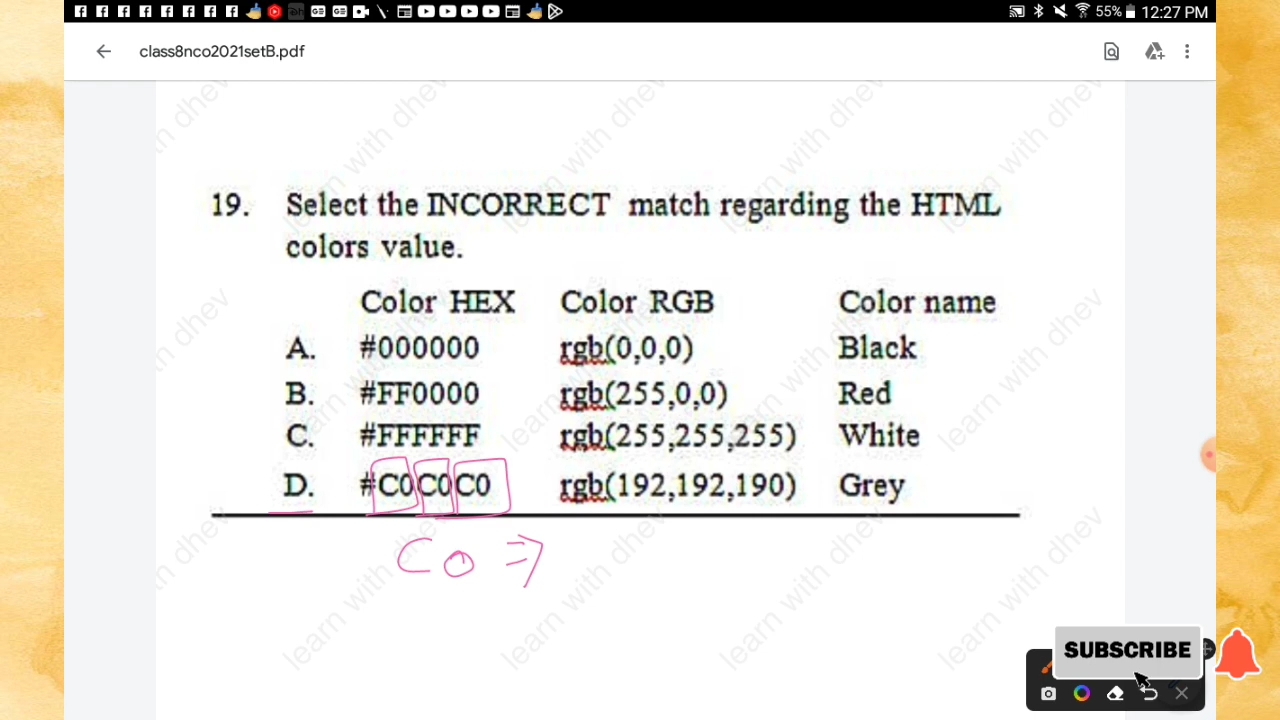 55% 12:27 PM
class8nco2021setB.pdf
19. Select the INCORRECT match regarding the HTML
colors value.
Color HEX Color RGB Color name
A. #000000 rgb(0,0,0) Black
B. #FF0000 rgb(255,0,0) Red
C. #FFFFFF rgb(255,255,255) White
D. #C0C0C0 rgb(192,192,190) Grey
C0 =>
learn with dhev
SUBSCRIBE